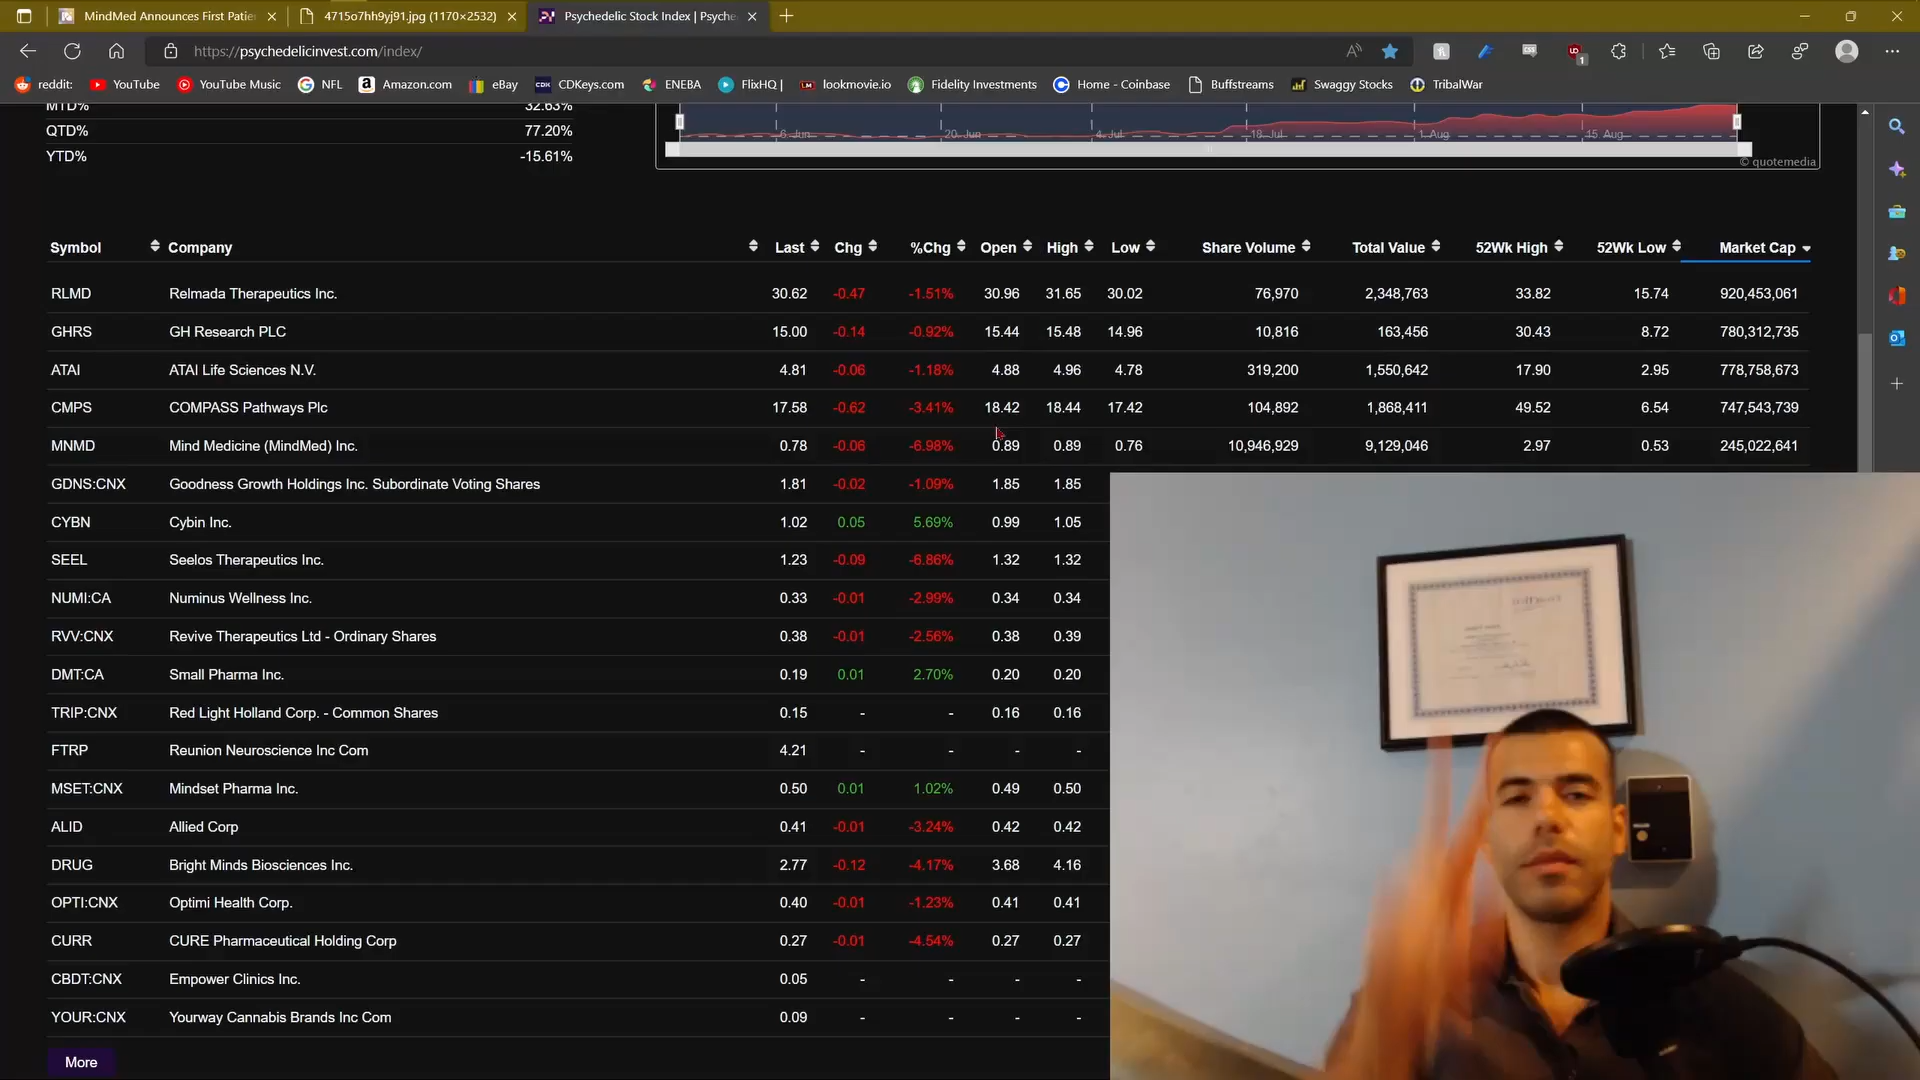 MindMed Announces First Patie
4715o7hh9yj91.jpg (1170×2532)
Psychedelic Stock Index | Psyche
https://psychedelicinvest.com/index/
reddit: YouTube YouTube Music NFL Amazon.com eBay CDKeys.com ENEBA FlixHQ | lookmovie.io Fidelity Investments Home - Coinbase Buffstreams Swaggy Stocks TribalWar
MTD% 32.63%
QTD% 77.20%
YTD% -15.61%
6. Jun 20. Jun 4. Jul 18. Jul 1. Aug 15. Aug
© quotemedia
Symbol Company Last Chg %Chg Open High Low Share Volume Total Value 52Wk High 52Wk Low Market Cap
RLMD Relmada Therapeutics Inc. 30.62 -0.47 -1.51% 30.96 31.65 30.02 76,970 2,348,763 33.82 15.74 920,453,061
GHRS GH Research PLC 15.00 -0.14 -0.92% 15.44 15.48 14.96 10,816 163,456 30.43 8.72 780,312,735
ATAI ATAI Life Sciences N.V. 4.81 -0.06 -1.18% 4.88 4.96 4.78 319,200 1,550,642 17.90 2.95 778,758,673
CMPS COMPASS Pathways Plc 17.58 -0.62 -3.41% 18.42 18.44 17.42 104,892 1,868,411 49.52 6.54 747,543,739
MNMD Mind Medicine (MindMed) Inc. 0.78 -0.06 -6.98% 0.89 0.89 0.76 10,946,929 9,129,046 2.97 0.53 245,022,641
GDNS:CNX Goodness Growth Holdings Inc. Subordinate Voting Shares 1.81 -0.02 -1.09% 1.85 1.85
CYBN Cybin Inc. 1.02 0.05 5.69% 0.99 1.05
SEEL Seelos Therapeutics Inc. 1.23 -0.09 -6.86% 1.32 1.32
NUMI:CA Numinus Wellness Inc. 0.33 -0.01 -2.99% 0.34 0.34
RVV:CNX Revive Therapeutics Ltd - Ordinary Shares 0.38 -0.01 -2.56% 0.38 0.39
DMT:CA Small Pharma Inc. 0.19 0.01 2.70% 0.20 0.20
TRIP:CNX Red Light Holland Corp. - Common Shares 0.15 - - 0.16 0.16
FTRP Reunion Neuroscience Inc Com 4.21 - - - -
MSET:CNX Mindset Pharma Inc. 0.50 0.01 1.02% 0.49 0.50
ALID Allied Corp 0.41 -0.01 -3.24% 0.42 0.42
DRUG Bright Minds Biosciences Inc. 2.77 -0.12 -4.17% 3.68 4.16
OPTI:CNX Optimi Health Corp. 0.40 -0.01 -1.23% 0.41 0.41
CURR CURE Pharmaceutical Holding Corp 0.27 -0.01 -4.54% 0.27 0.27
CBDT:CNX Empower Clinics Inc. 0.05 - - - -
YOUR:CNX Yourway Cannabis Brands Inc Com 0.09 - - - -
More